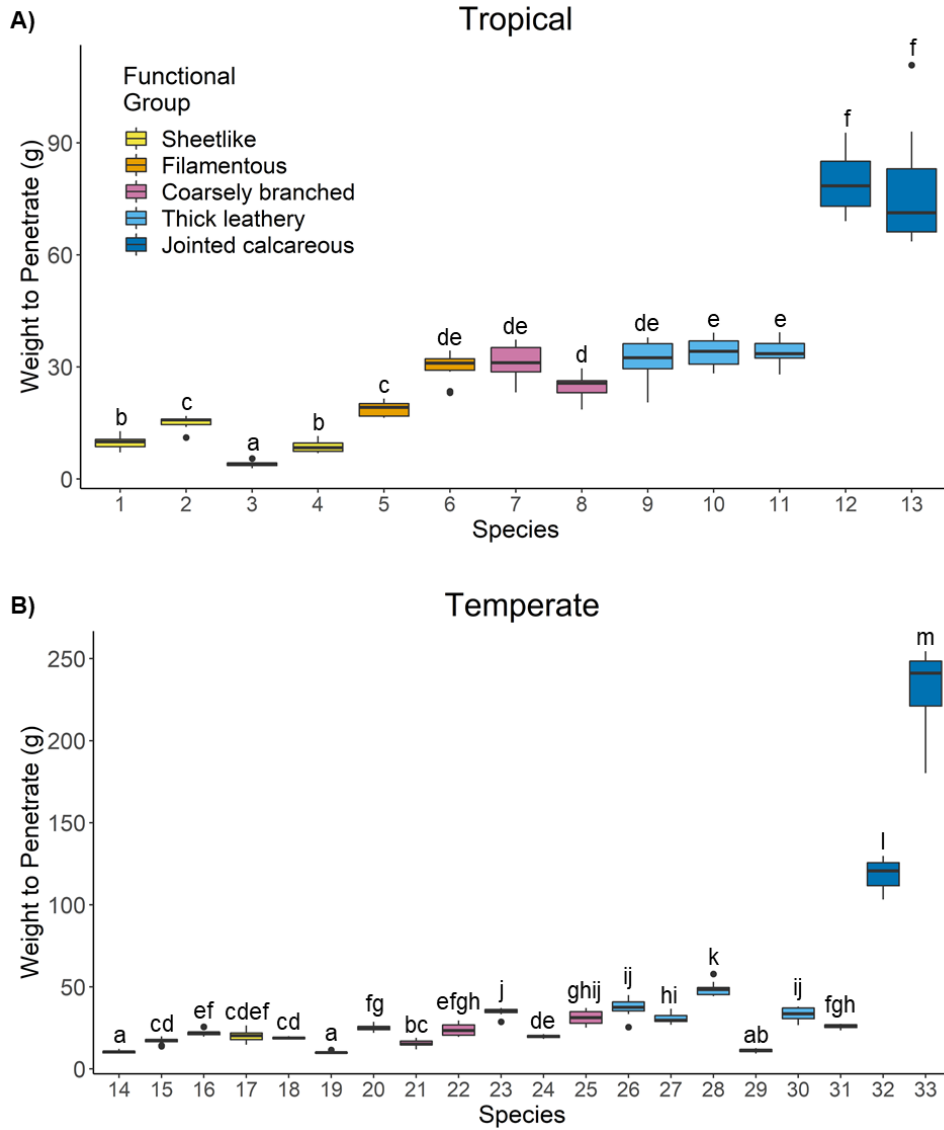 A)
Tropical
Weight to Penetrate (g)
90
60
30
0
Functional
Group
Sheetlike
Filamentous
Coarsely branched
Thick leathery
Jointed calcareous
b
c
a
b
c
de
de
d
de
e
e
f
f
1 2 3 4 5 6 7 8 9 10 11 12 13
Species
B)
Temperate
Weight to Penetrate (g)
250
200
150
100
50
0
a
cd
ef
cdef
cd
a
fg
bc
efgh
j
de
ghij
ij
hi
k
ab
ij
fgh
l
m
14 15 16 17 18 19 20 21 22 23 24 25 26 27 28 29 30 31 32 33
Species